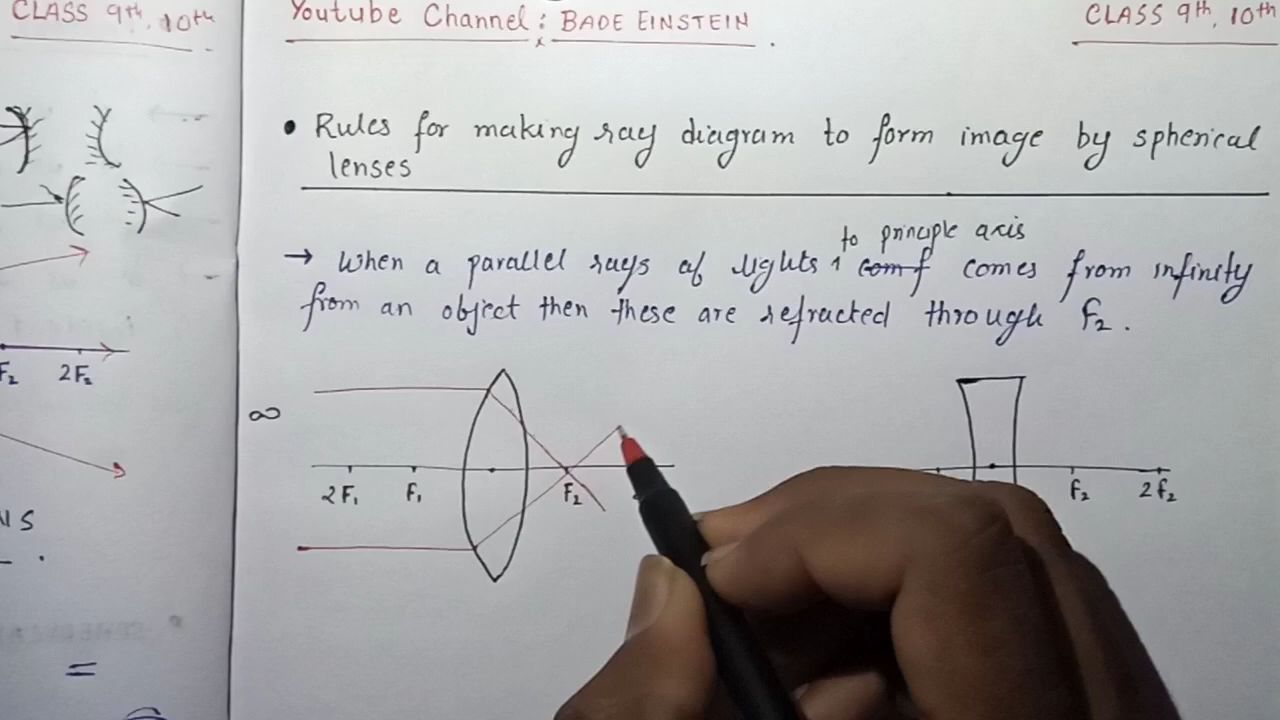 CLASS 9th, 10th
Youtube Channel: BADE EINSTEIN
CLASS 9th, 10th
• Rules for making ray diagram to form image by spherical
lenses
to principle axis
→ When a parallel rays of lights comes from infinity
from an object then these are refracted through F₂.
∞
2F₁ F₁ F₂
F₂ 2F₂
F₂ 2F₂
=